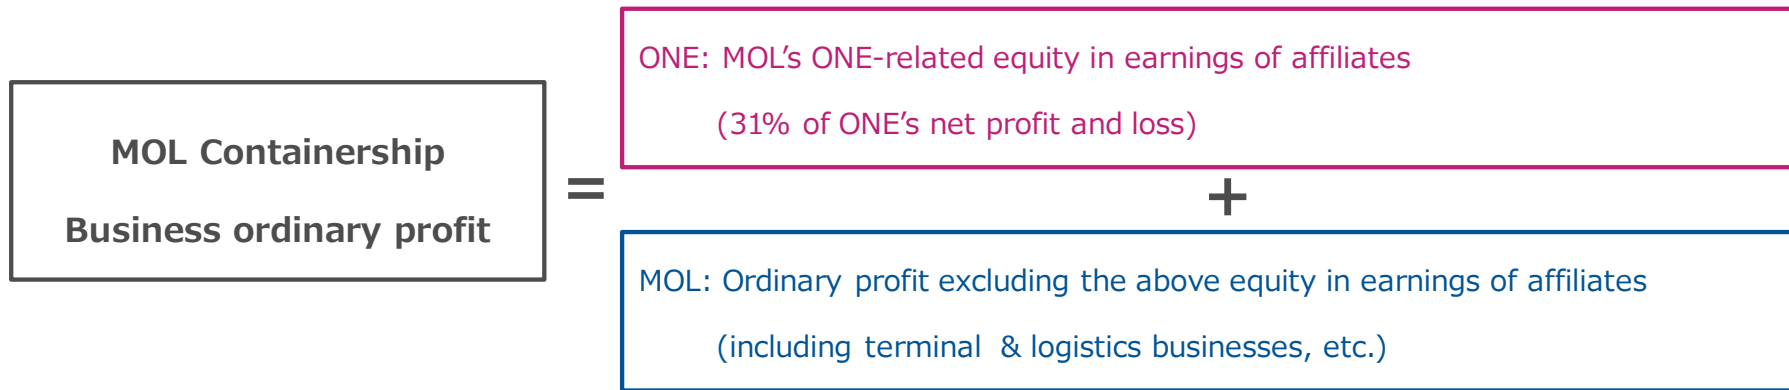 MOL Containership
Business ordinary profit
=
ONE: MOL’s ONE-related equity in earnings of affiliates
(31% of ONE’s net profit and loss)
+
MOL: Ordinary profit excluding the above equity in earnings of affiliates
(including terminal & logistics businesses, etc.)